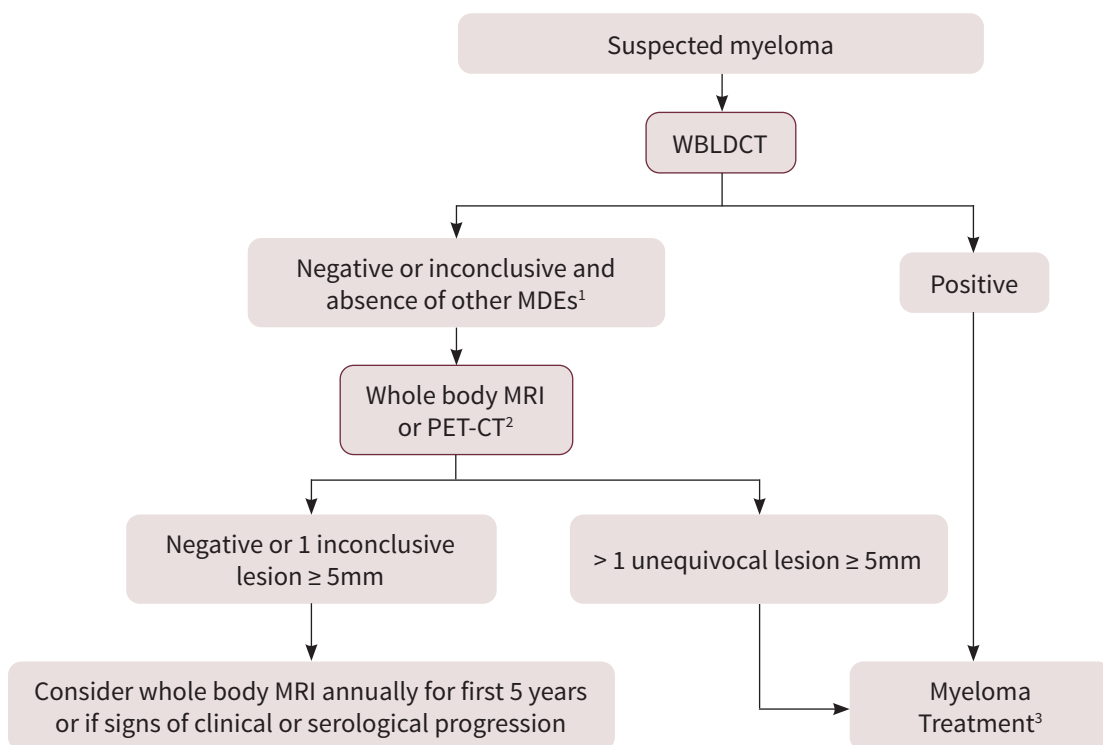 Suspected myeloma
WBLDCT
Negative or inconclusive and
absence of other MDEs¹
Positive
Whole body MRI
or PET-CT²
Negative or 1 inconclusive
lesion ≥ 5mm
> 1 unequivocal lesion ≥ 5mm
Consider whole body MRI annually for first 5 years
or if signs of clinical or serological progression
Myeloma
Treatment³